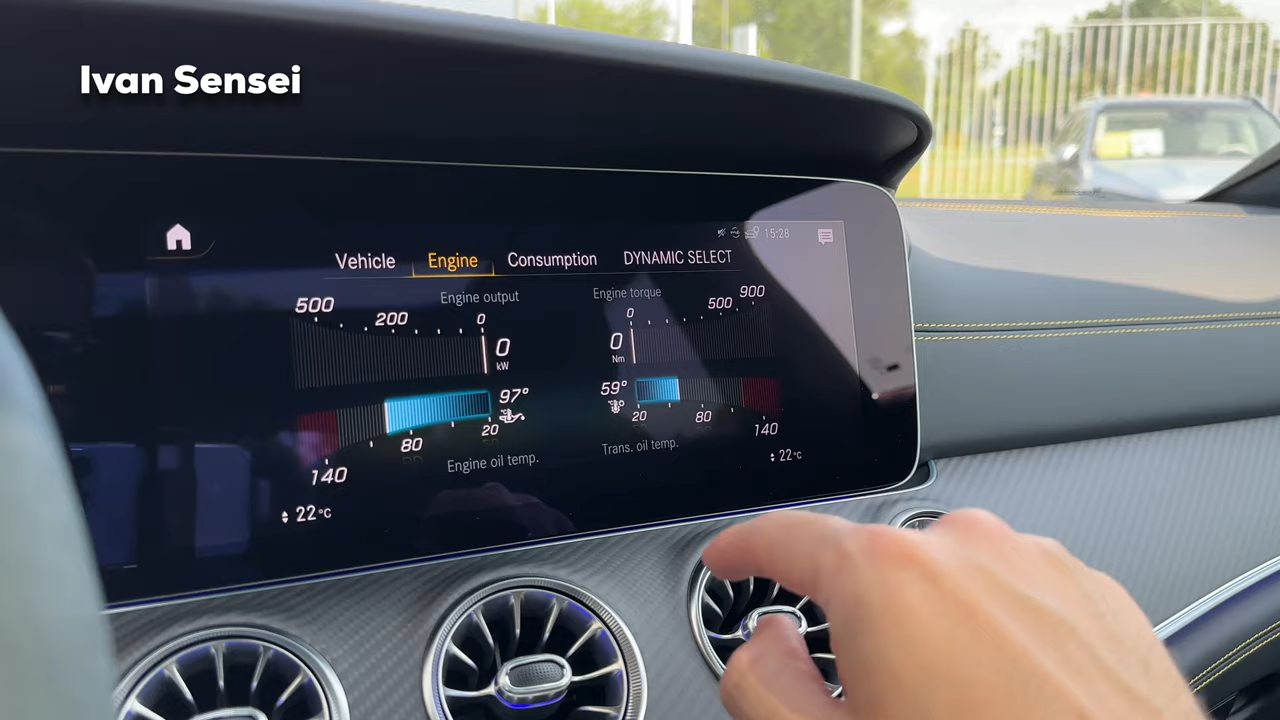 Ivan Sensei
15:28
Vehicle Engine Consumption DYNAMIC SELECT
Engine output
500 200 0
0
kW
Engine torque
0 500 900
0
Nm
97°
140 80 20
Engine oil temp.
59°
20 80 140
Trans. oil temp.
22°C
22°C